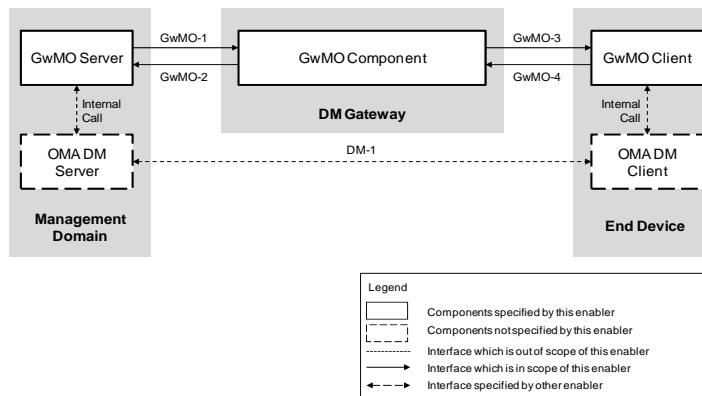 GwMO Server
GwMO-1
GwMO-2
GwMO Component
GwMO-3
GwMO-4
GwMO Client
Internal
Call
DM Gateway
Internal
Call
OMA DM
Server
DM-1
OMA DM
Client
Management
Domain
End Device
Legend
Components specified by this enabler
Components not specified by this enabler
Interface which is out of scope of this enabler
Interface which is in scope of this enabler
Interface specified by other enabler